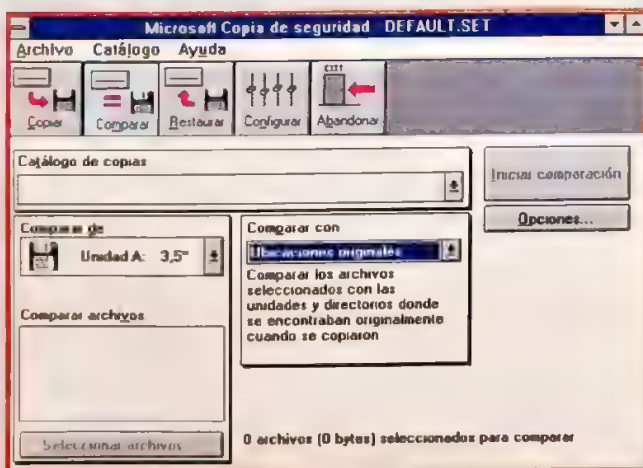 Microsoft Copia de seguridad DEFAULT.SET
Archivo Catálogo Ayuda
EXIT
Copiar Comparar Restaurar Configurar Abandonar
Catálogo de copias
Iniciar comparación
Opciones...
Comparar de
Unidad A: 3,5"
Comparar con
Ubicaciones originales
Comparar los archivos
seleccionados con las
unidades y directorios donde
se encontraban originalmente
cuando se copiaron
Comparar archivos
Seleccionar archivos
0 archivos (0 bytes) seleccionados para comparar